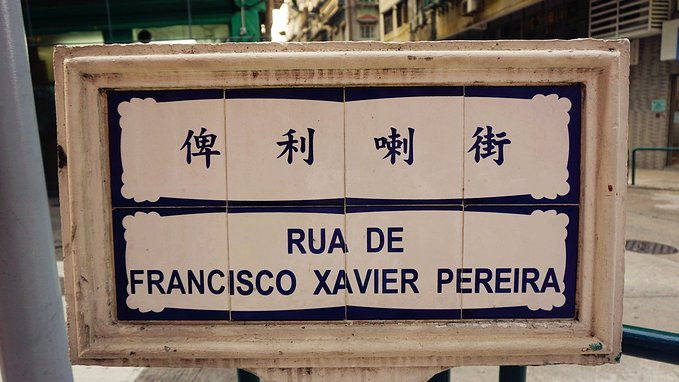 俾利喇街
RUA DE
FRANCISCO XAVIER PEREIRA